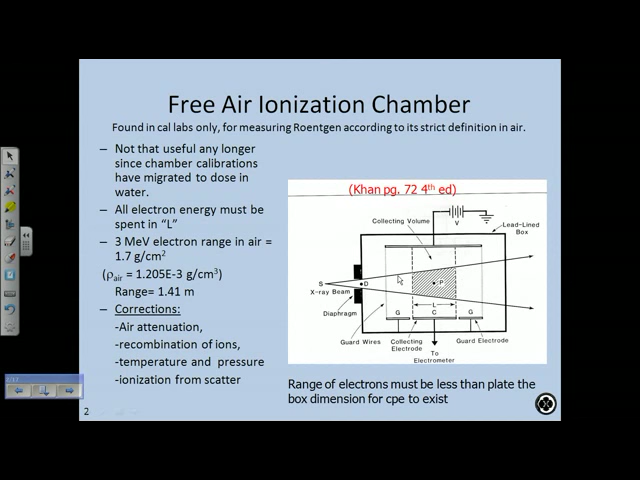 Free Air Ionization Chamber
Found in cal labs only, for measuring Roentgen according to its strict definition in air.
– Not that useful any longer
since chamber calibrations
have migrated to dose in
water.
– All electron energy must be
spent in “L”
– 3 MeV electron range in air =
1.7 g/cm²
(ρair = 1.205E-3 g/cm³)
Range= 1.41 m
– Corrections:
-Air attenuation,
-recombination of ions,
-temperature and pressure
-ionization from scatter
(Khan pg. 72 4th ed)
Collecting Volume
V
Lead-Lined
Box
S
D
P
X-ray Beam
L
Diaphragm
G
C
G
Guard Wires
Collecting
Electrode
Guard Electrode
To
Electrometer
Range of electrons must be less than plate the
box dimension for cpe to exist
2
2:17